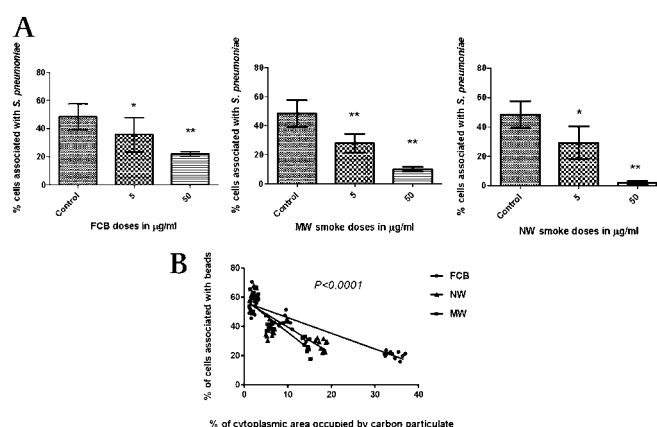 A
% cells associated with S. pneumoniae
80
60
40
20
0
* 
**
Control
5
50
FCB doses in µg/ml
% cells associated with S. pneumoniae
80
60
40
20
0
**
**
Control
5
50
MW smoke doses in µg/ml
% cells associated with S. pneumoniae
80
60
40
20
0
*
**
Control
5
50
NW smoke doses in µg/ml
B
% of cells associated with beads
80
60
40
20
0
P<0.0001
FCB
NW
MW
0 10 20 30 40
% of cytoplasmic area occupied by carbon particulate